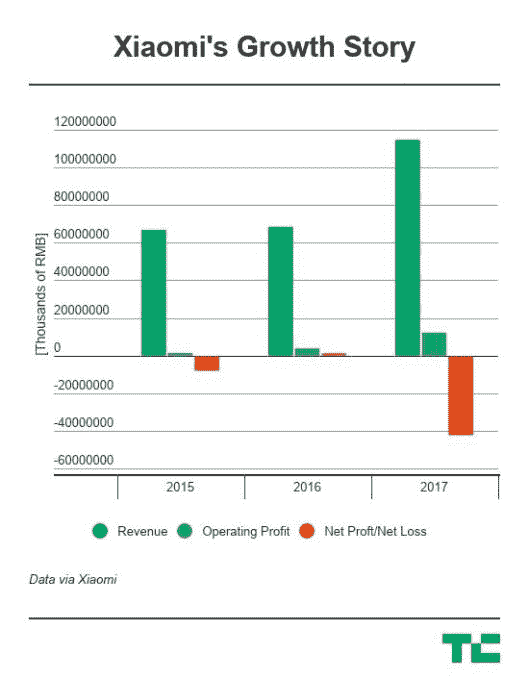 Xiaomi's Growth Story
[Thousands of RMB]
120000000
100000000
80000000
60000000
40000000
20000000
0
-20000000
-40000000
-60000000
2015 2016 2017
Revenue Operating Profit Net Proft/Net Loss
Data via Xiaomi
TC